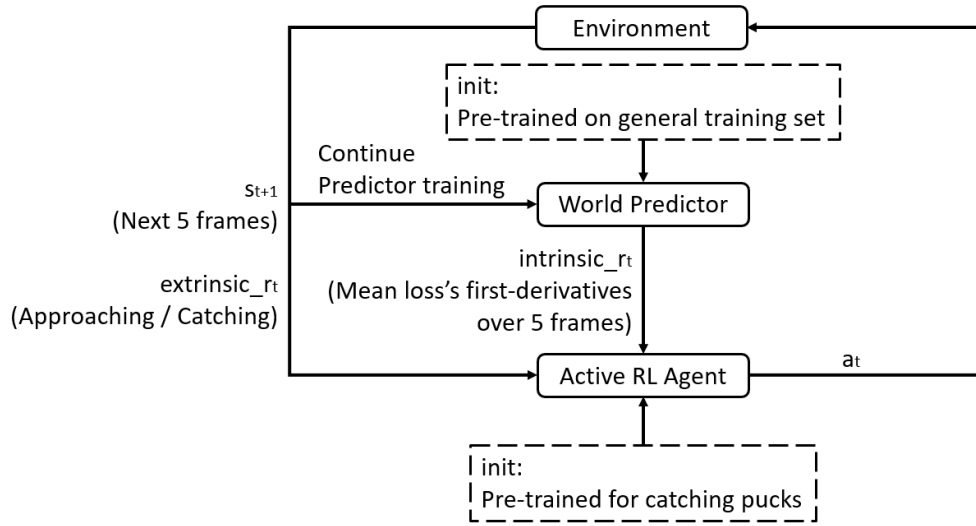 Environment
init:
Pre-trained on general training set
Continue
Predictor training
st+1
(Next 5 frames)
World Predictor
extrinsic_rt
(Approaching / Catching)
intrinsic_rt
(Mean loss's first-derivatives
over 5 frames)
Active RL Agent
at
init:
Pre-trained for catching pucks